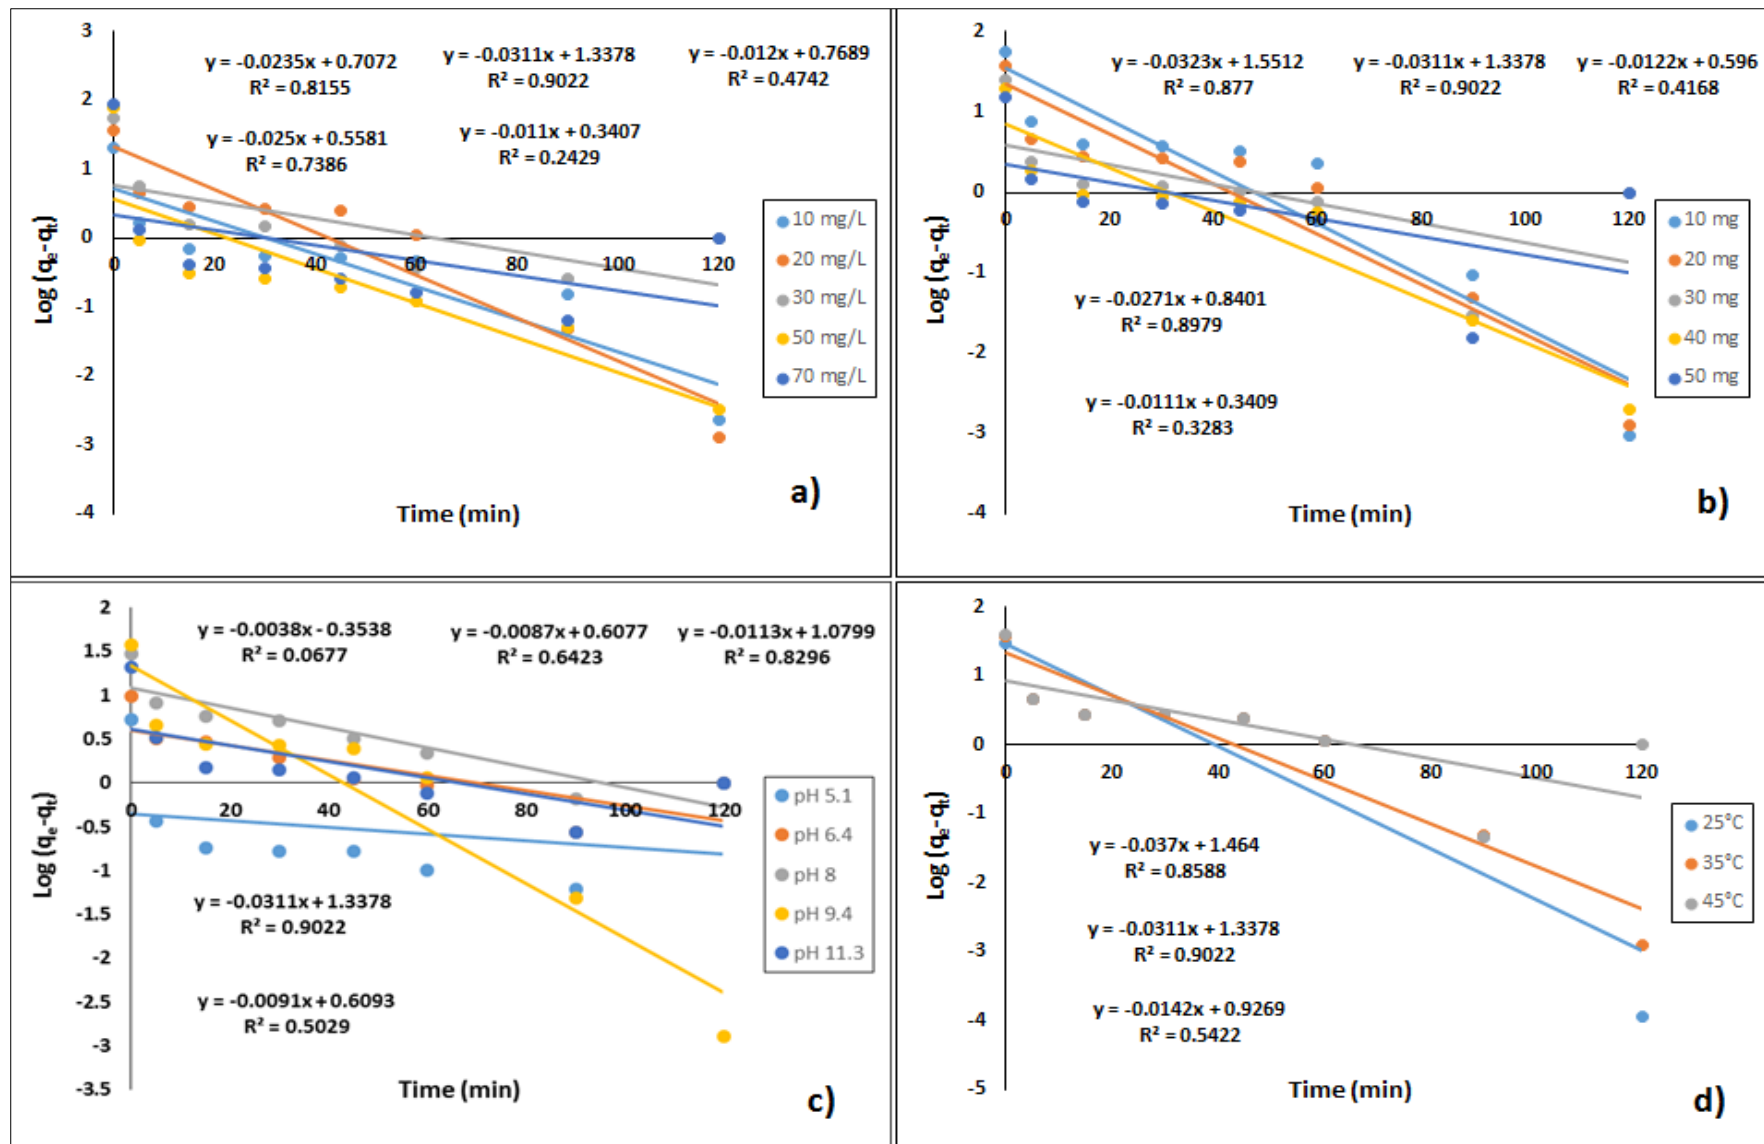 3
2
1
0
-1
-2
-3
-4
Log (qe-qt)
y = -0.0235x + 0.7072
R² = 0.8155
y = -0.0311x + 1.3378
R² = 0.9022
y = -0.012x + 0.7689
R² = 0.4742
y = -0.025x + 0.5581
R² = 0.7386
y = -0.011x + 0.3407
R² = 0.2429
0 20 40 60 80 100 120
10 mg/L
20 mg/L
30 mg/L
50 mg/L
70 mg/L
Time (min)
a)
2
1
0
-1
-2
-3
-4
Log (qe-qt)
y = -0.0323x + 1.5512
R² = 0.877
y = -0.0311x + 1.3378
R² = 0.9022
y = -0.0122x + 0.596
R² = 0.4168
0 20 40 60 80 100 120
y = -0.0271x + 0.8401
R² = 0.8979
y = -0.0111x + 0.3409
R² = 0.3283
10 mg
20 mg
30 mg
40 mg
50 mg
Time (min)
b)
2
1.5
1
0.5
0
-0.5
-1
-1.5
-2
-2.5
-3
-3.5
Log (qe-qt)
y = -0.0038x - 0.3538
R² = 0.0677
y = -0.0087x + 0.6077
R² = 0.6423
y = -0.0113x + 1.0799
R² = 0.8296
0 20 40 60 80 100 120
y = -0.0311x + 1.3378
R² = 0.9022
y = -0.0091x + 0.6093
R² = 0.5029
pH 5.1
pH 6.4
pH 8
pH 9.4
pH 11.3
Time (min)
c)
2
1
0
-1
-2
-3
-4
-5
Log (qe-qt)
0 20 40 60 80 100 120
y = -0.037x + 1.464
R² = 0.8588
y = -0.0311x + 1.3378
R² = 0.9022
y = -0.0142x + 0.9269
R² = 0.5422
25°C
35°C
45°C
Time (min)
d)